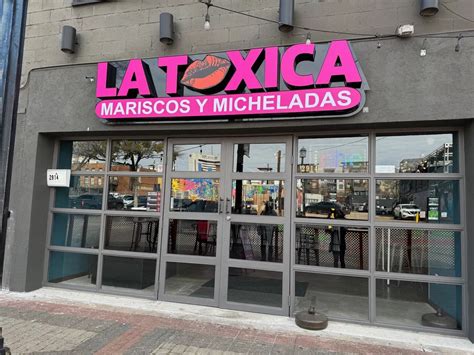 LA TOXICA
MARISCOS Y MICHELADAS